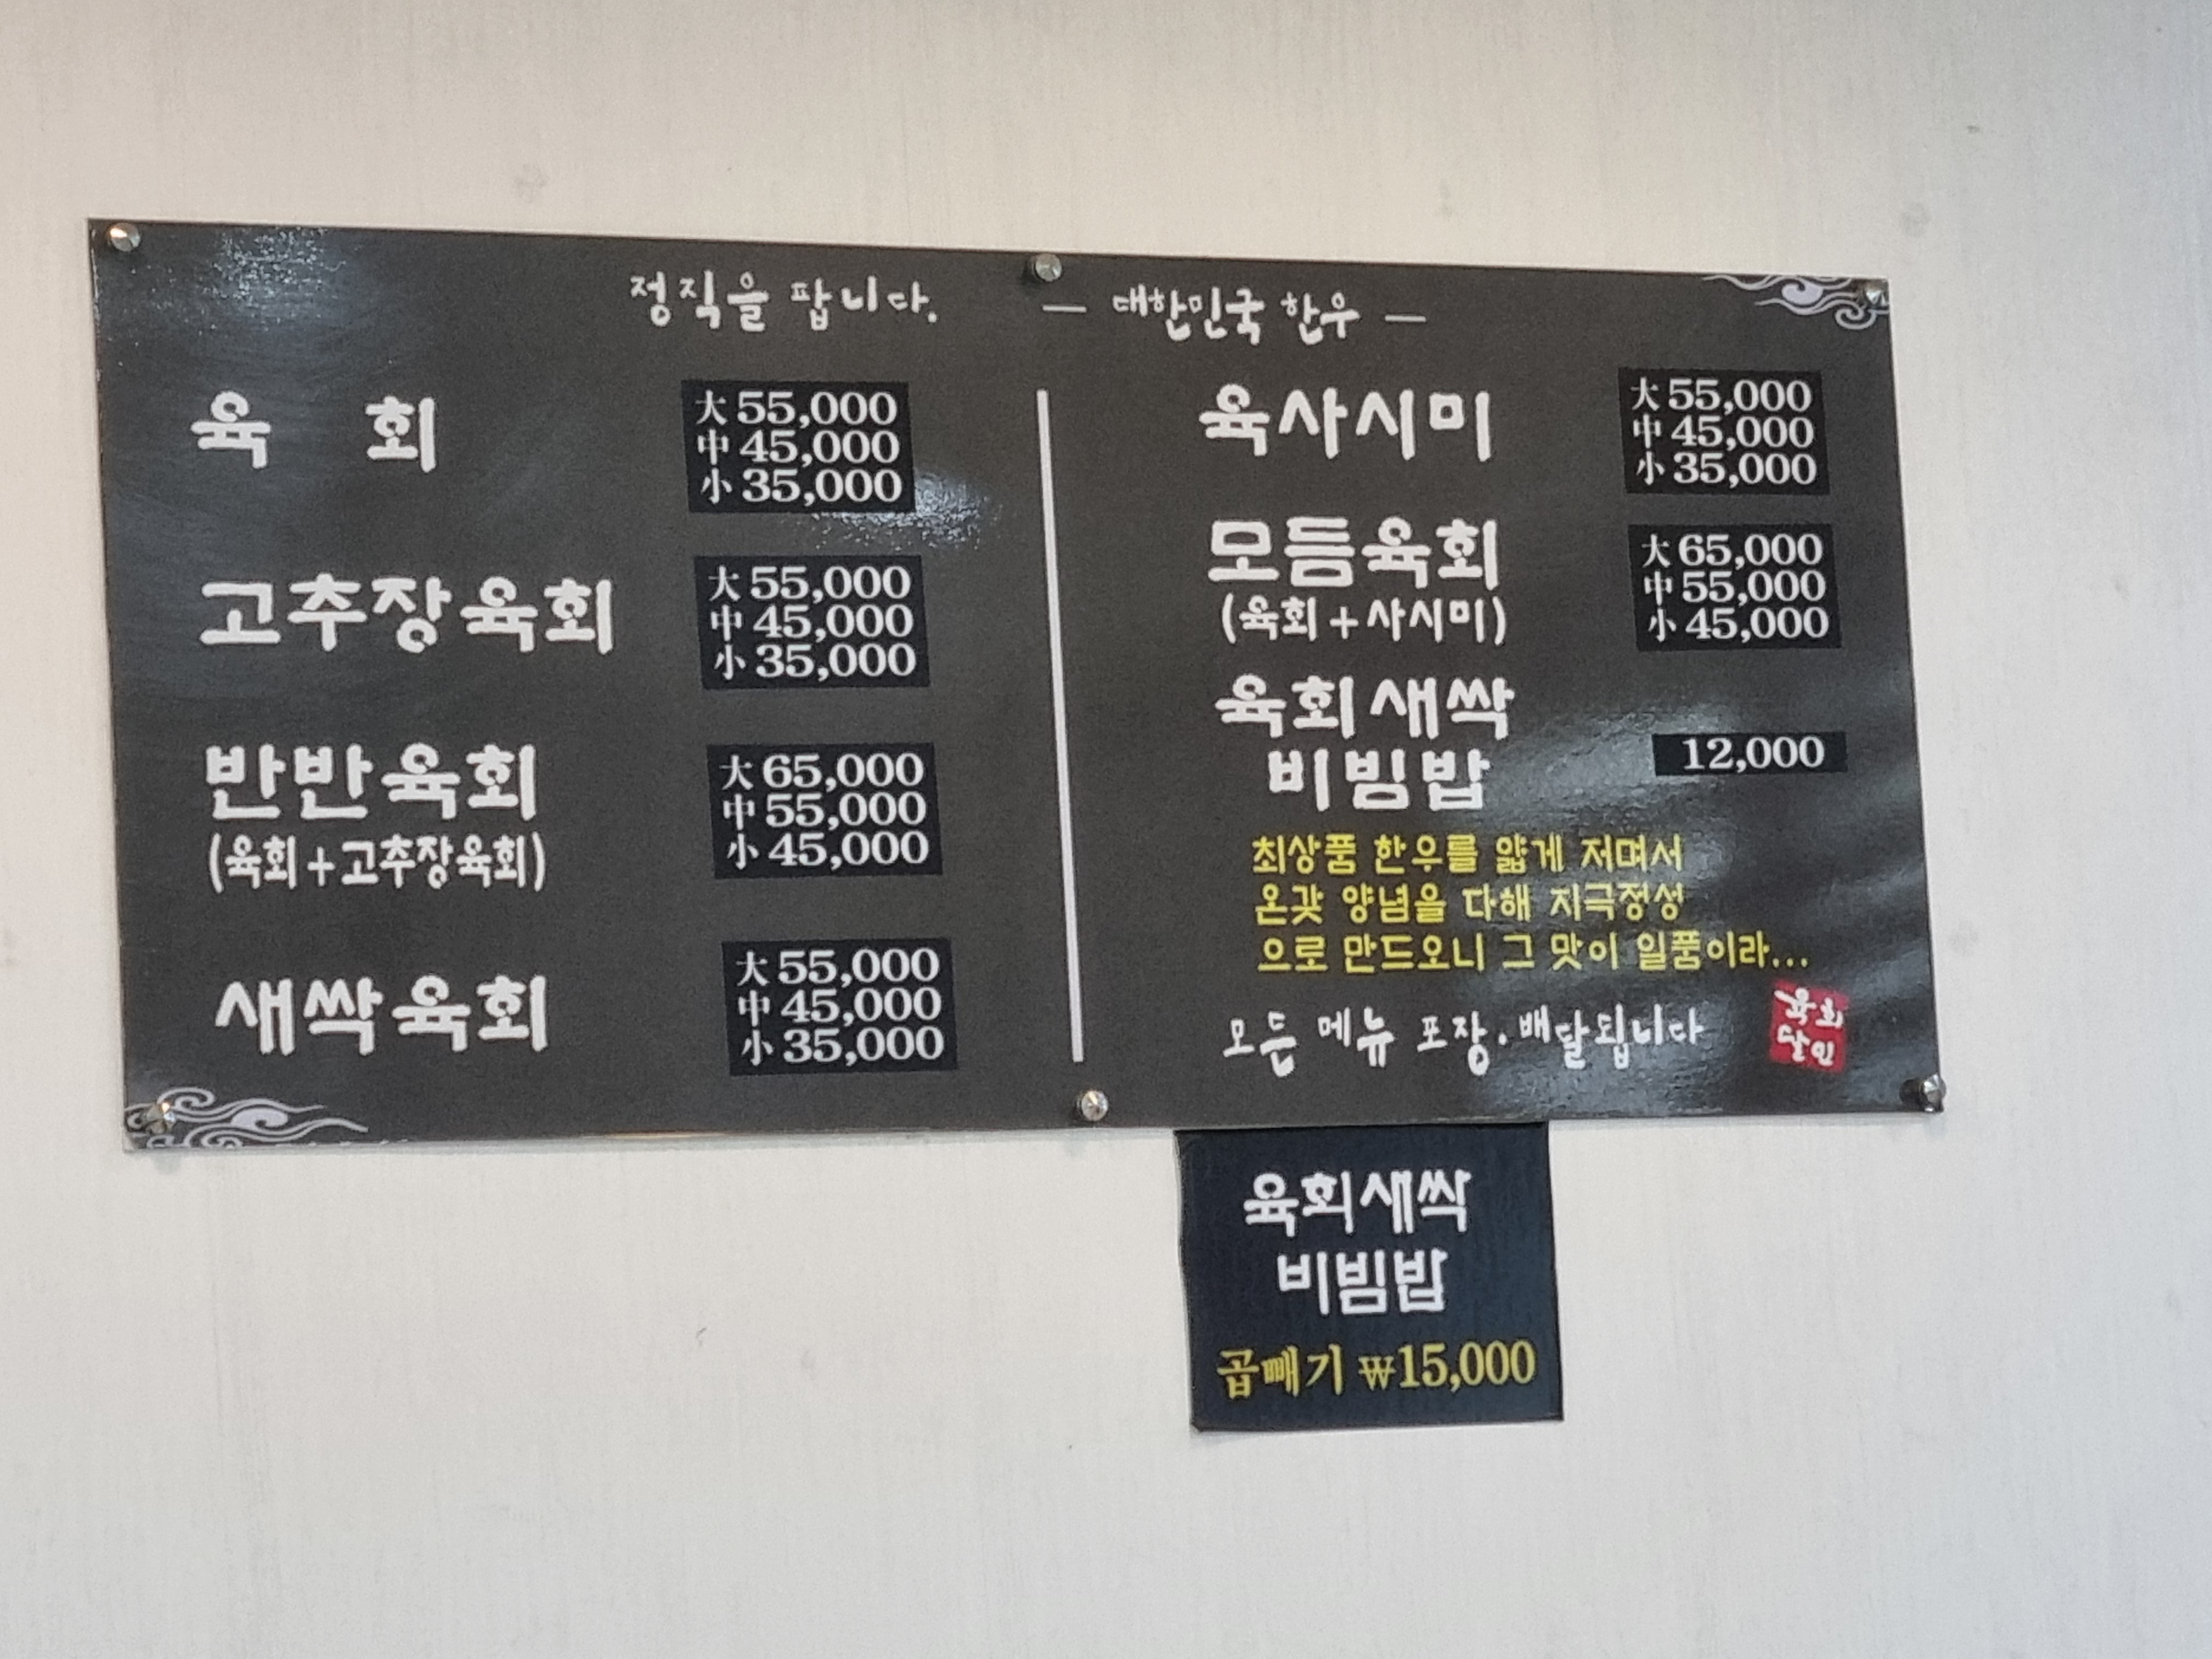 정직을 팝니다.
— 대한민국 한우 —
육 회
大 55,000
中 45,000
小 35,000
고추장육회
大 55,000
中 45,000
小 35,000
반반육회
(육회+고추장육회)
大 65,000
中 55,000
小 45,000
새싹육회
大 55,000
中 45,000
小 35,000
육사시미
大 55,000
中 45,000
小 35,000
모듬육회
(육회+사시미)
大 65,000
中 55,000
小 45,000
육회새싹
비빔밥
12,000
최상품 한우를 얇게 저며서
온갖 양념을 다해 지극정성
으로 만드오니 그 맛이 일품이라...
모든 메뉴 포장·배달됩니다
육회
달인
육회새싹
비빔밥
곱빼기 ₩15,000